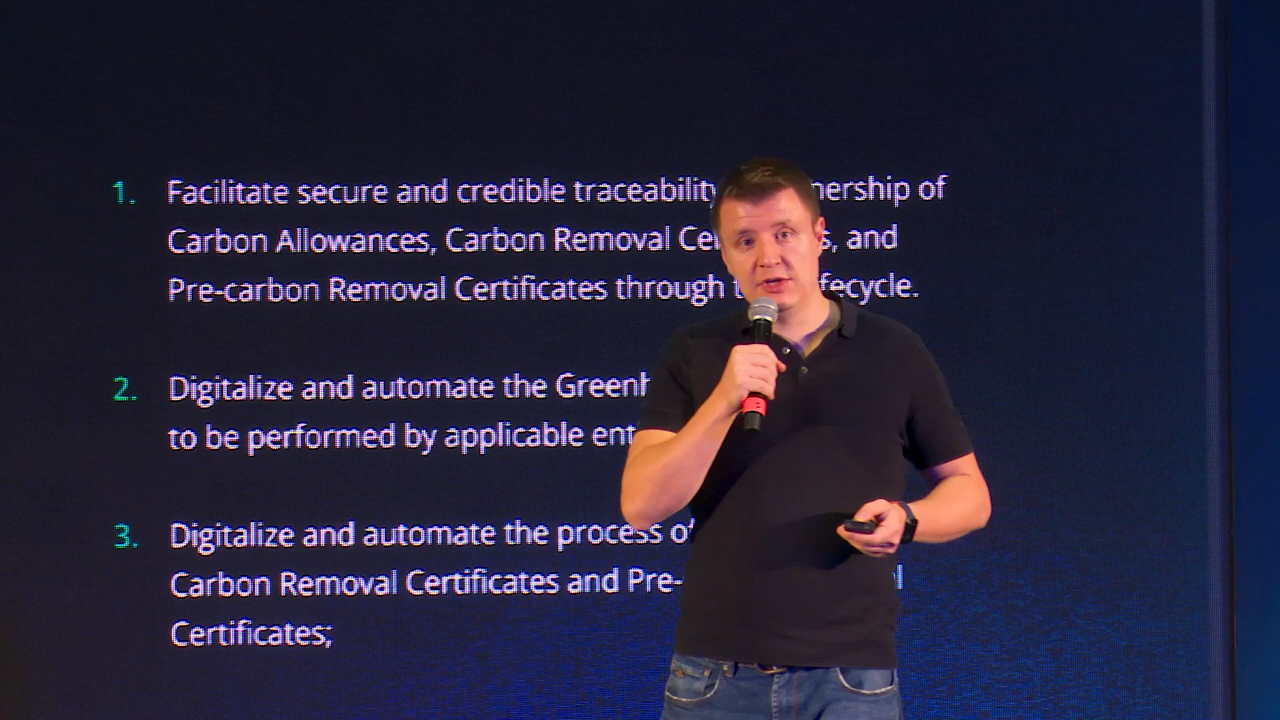 1. Facilitate secure and credible traceability of
Carbon Allowances, Carbon Removal and
Pre-carbon Removal Certificates through
2. Digitalize and automate the
to be performed by applicable
3. Digitalize and automate the process
Carbon Removal Certificates and
Certificates;